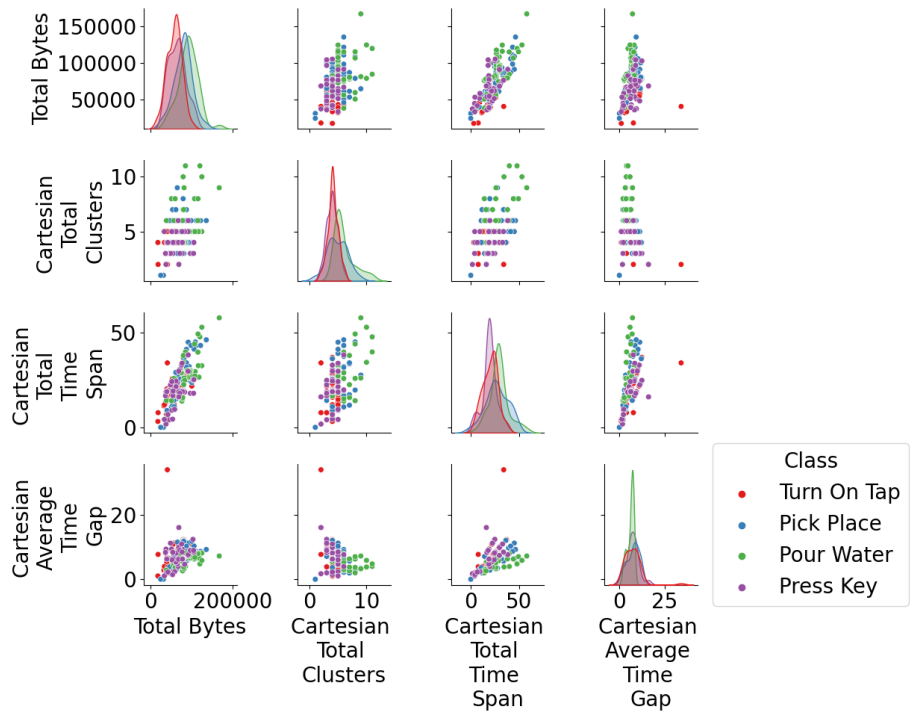 Total Bytes
150000
100000
50000
Cartesian
Total
Clusters
10
5
Cartesian
Total
Time
Span
50
0
Cartesian
Average
Time
Gap
20
0
0
200000
Total Bytes
0
10
Cartesian
Total
Clusters
0
50
Cartesian
Total
Time
Span
0
25
Cartesian
Average
Time
Gap
Class
Turn On Tap
Pick Place
Pour Water
Press Key